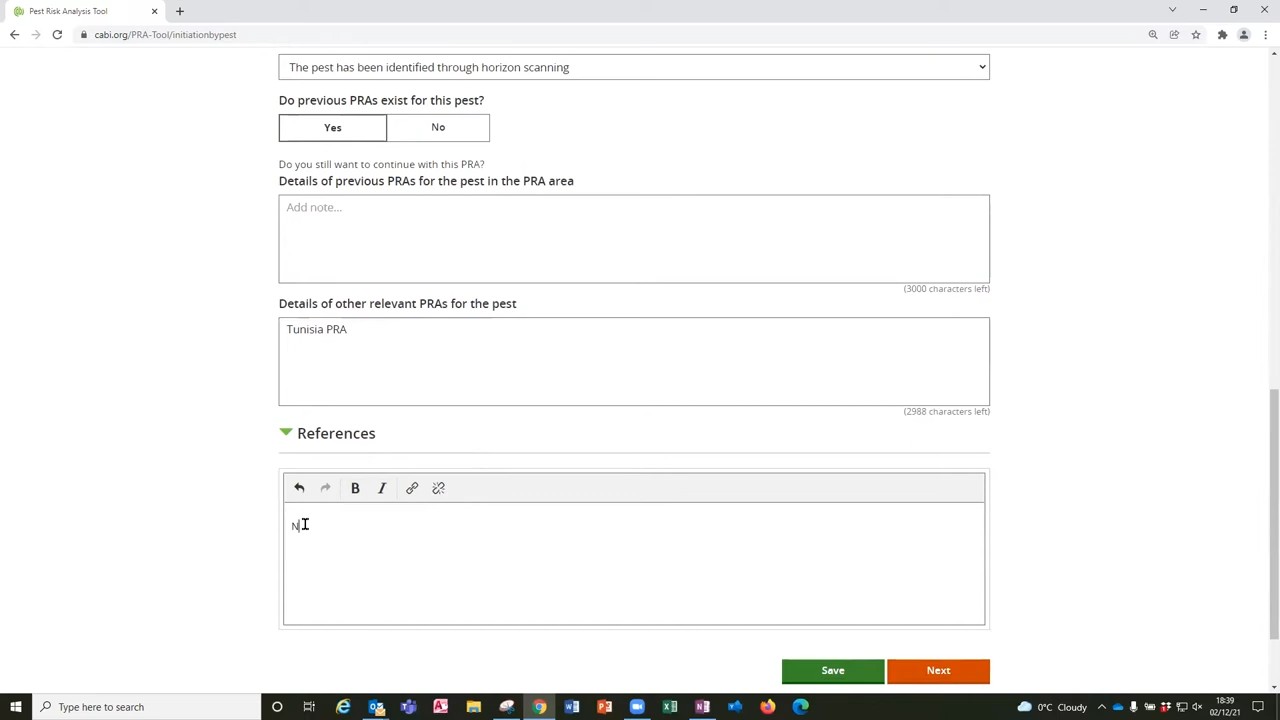 Pest Risk Analysis Tool
cabi.org/PRA-Tool/initiationbypest
The pest has been identified through horizon scanning
Do previous PRAs exist for this pest?
Yes No
Do you still want to continue with this PRA?
Details of previous PRAs for the pest in the PRA area
Add note...
(3000 characters left)
Details of other relevant PRAs for the pest
Tunisia PRA
(2988 characters left)
References
B I
N
Save Next
Type here to search
0°C Cloudy
18:39
02/12/21